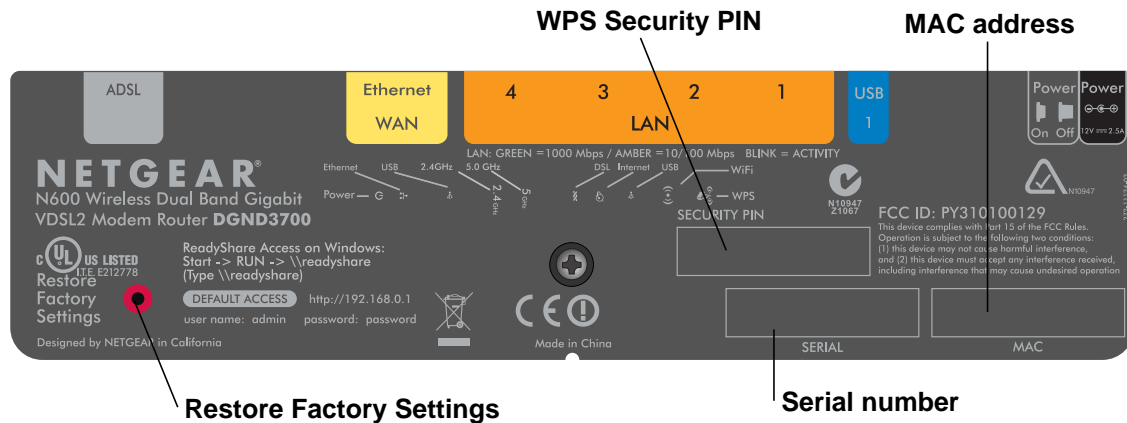 WPS Security PIN
MAC address
ADSL
Ethernet
WAN
4 3 2 1
LAN
USB
1
Power
On Off
Power
12V 2.5A
LAN: GREEN =1000 Mbps / AMBER =10/100 Mbps BLINK = ACTIVITY
NETGEAR®
Ethernet USB 2.4GHz 5.0 GHz DSL Internet USB WiFi
Power 2.4 GHz 5 GHz WPS
N600 Wireless Dual Band Gigabit
VDSL2 Modem Router DGND3700
N10947
Z1067
N10947
SECURITY PIN
FCC ID: PY310100129
This device complies with Part 15 of the FCC Rules.
Operation is subject to the following two conditions:
(1) this device may not cause harmful interference,
and (2) this device must accept any interference received,
including interference that may cause undesired operation
C UL US LISTED
I.T.E. E212778
ReadyShare Access on Windows:
Start -> RUN -> \\readyshare
(Type \\readyshare)
Restore
Factory
Settings
DEFAULT ACCESS http://192.168.0.1
user name: admin password: password
CE
Designed by NETGEAR in California
Made in China
SERIAL
MAC
Restore Factory Settings
Serial number